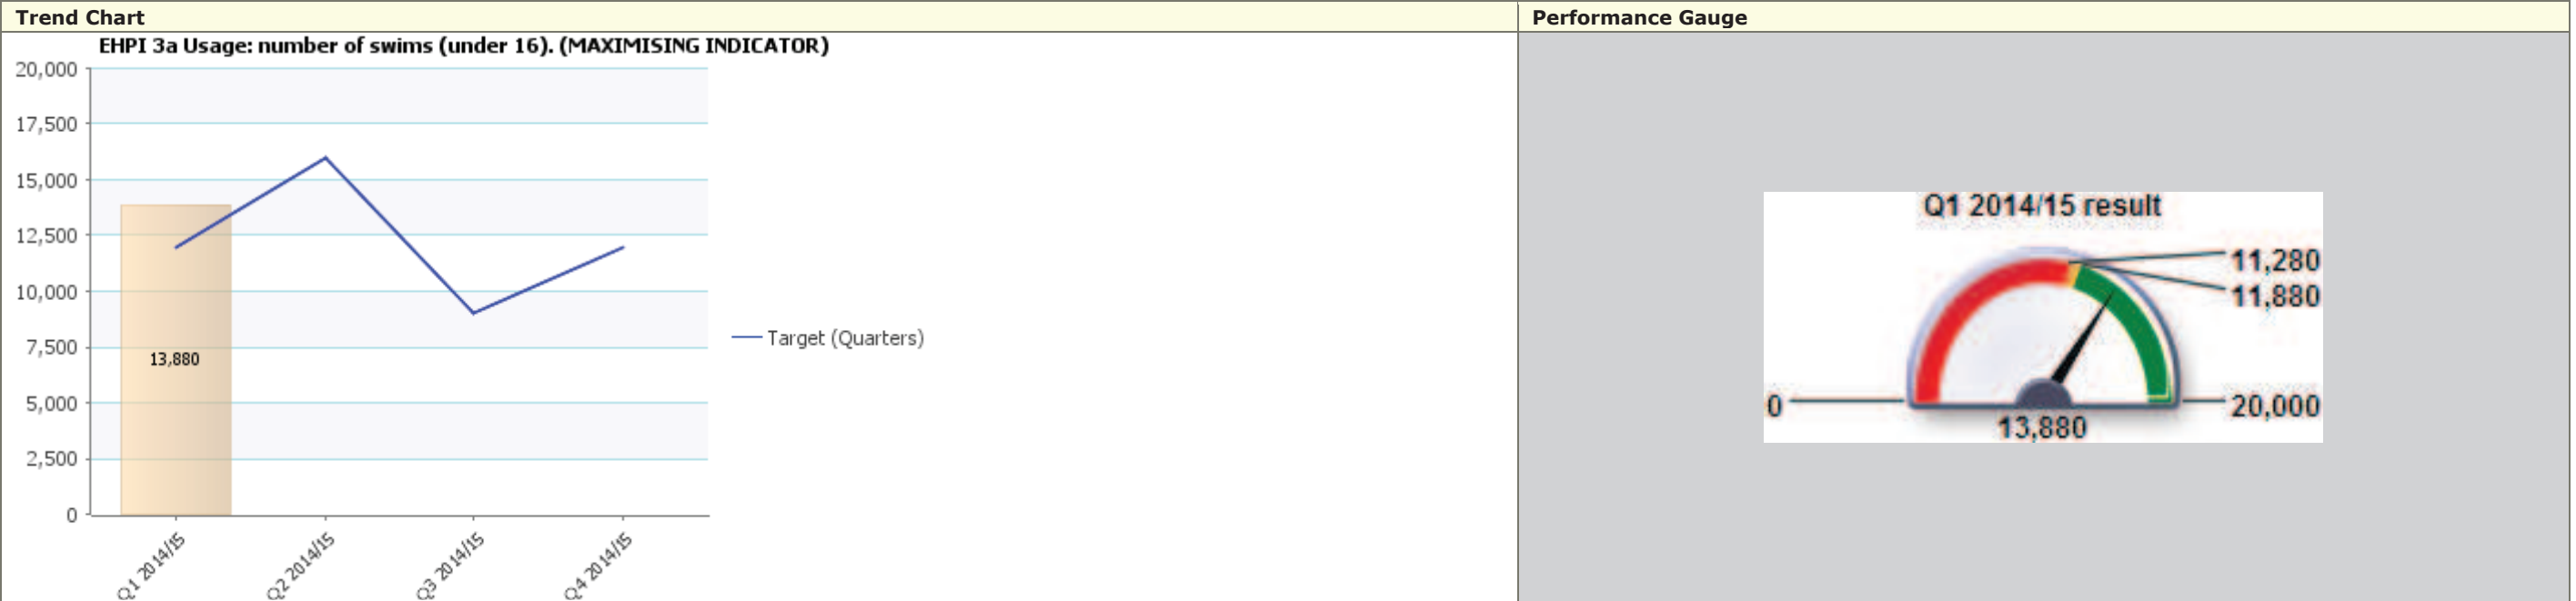 Trend Chart
Performance Gauge
EHPI 3a Usage: number of swims (under 16). (MAXIMISING INDICATOR)
20,000
17,500
15,000
12,500
10,000
7,500
5,000
2,500
0
13,880
Q1 2014/15
Q2 2014/15
Q3 2014/15
Q4 2014/15
Target (Quarters)
Q1 2014/15 result
11,280
11,880
0
20,000
13,880